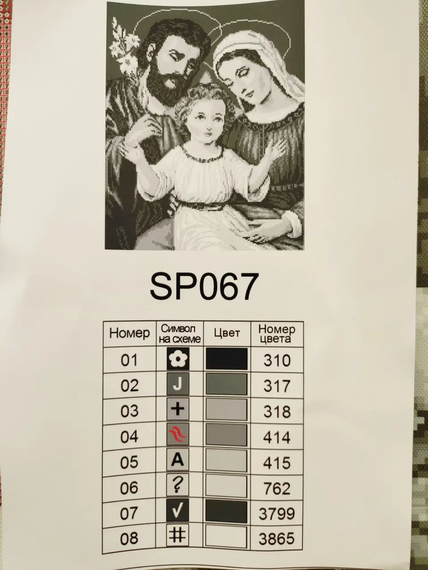 SP067
Номер Символ на схеме Цвет Номер цвета
01 310
02 J 317
03 + 318
04 414
05 A 415
06 ? 762
07 ✓ 3799
08 # 3865